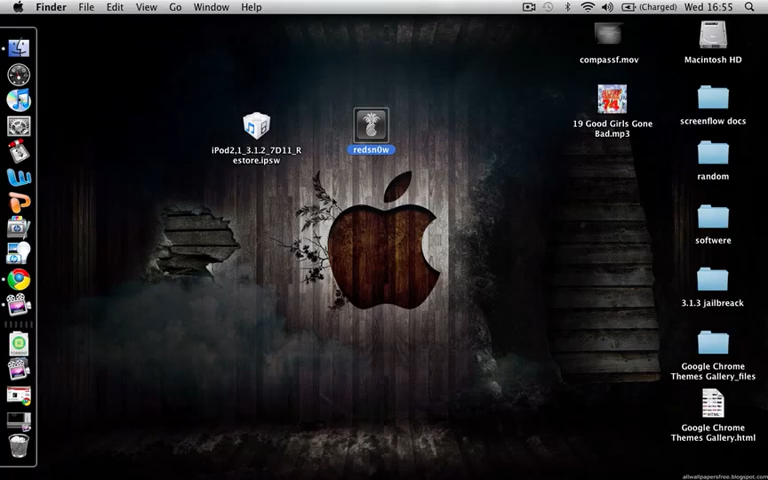 Finder File Edit View Go Window Help (Charged) Wed 16:55
compassf.mov
Macintosh HD
19 Good Girls Gone
Bad.mp3
screenflow docs
iPod2,1_3.1.2_7D11_R
estore.ipsw
redsn0w
random
softwere
3.1.3 jailbreack
Google Chrome
Themes Gallery_files
Google Chrome
Themes Gallery.html
allwallpapersfree.blogspot.com